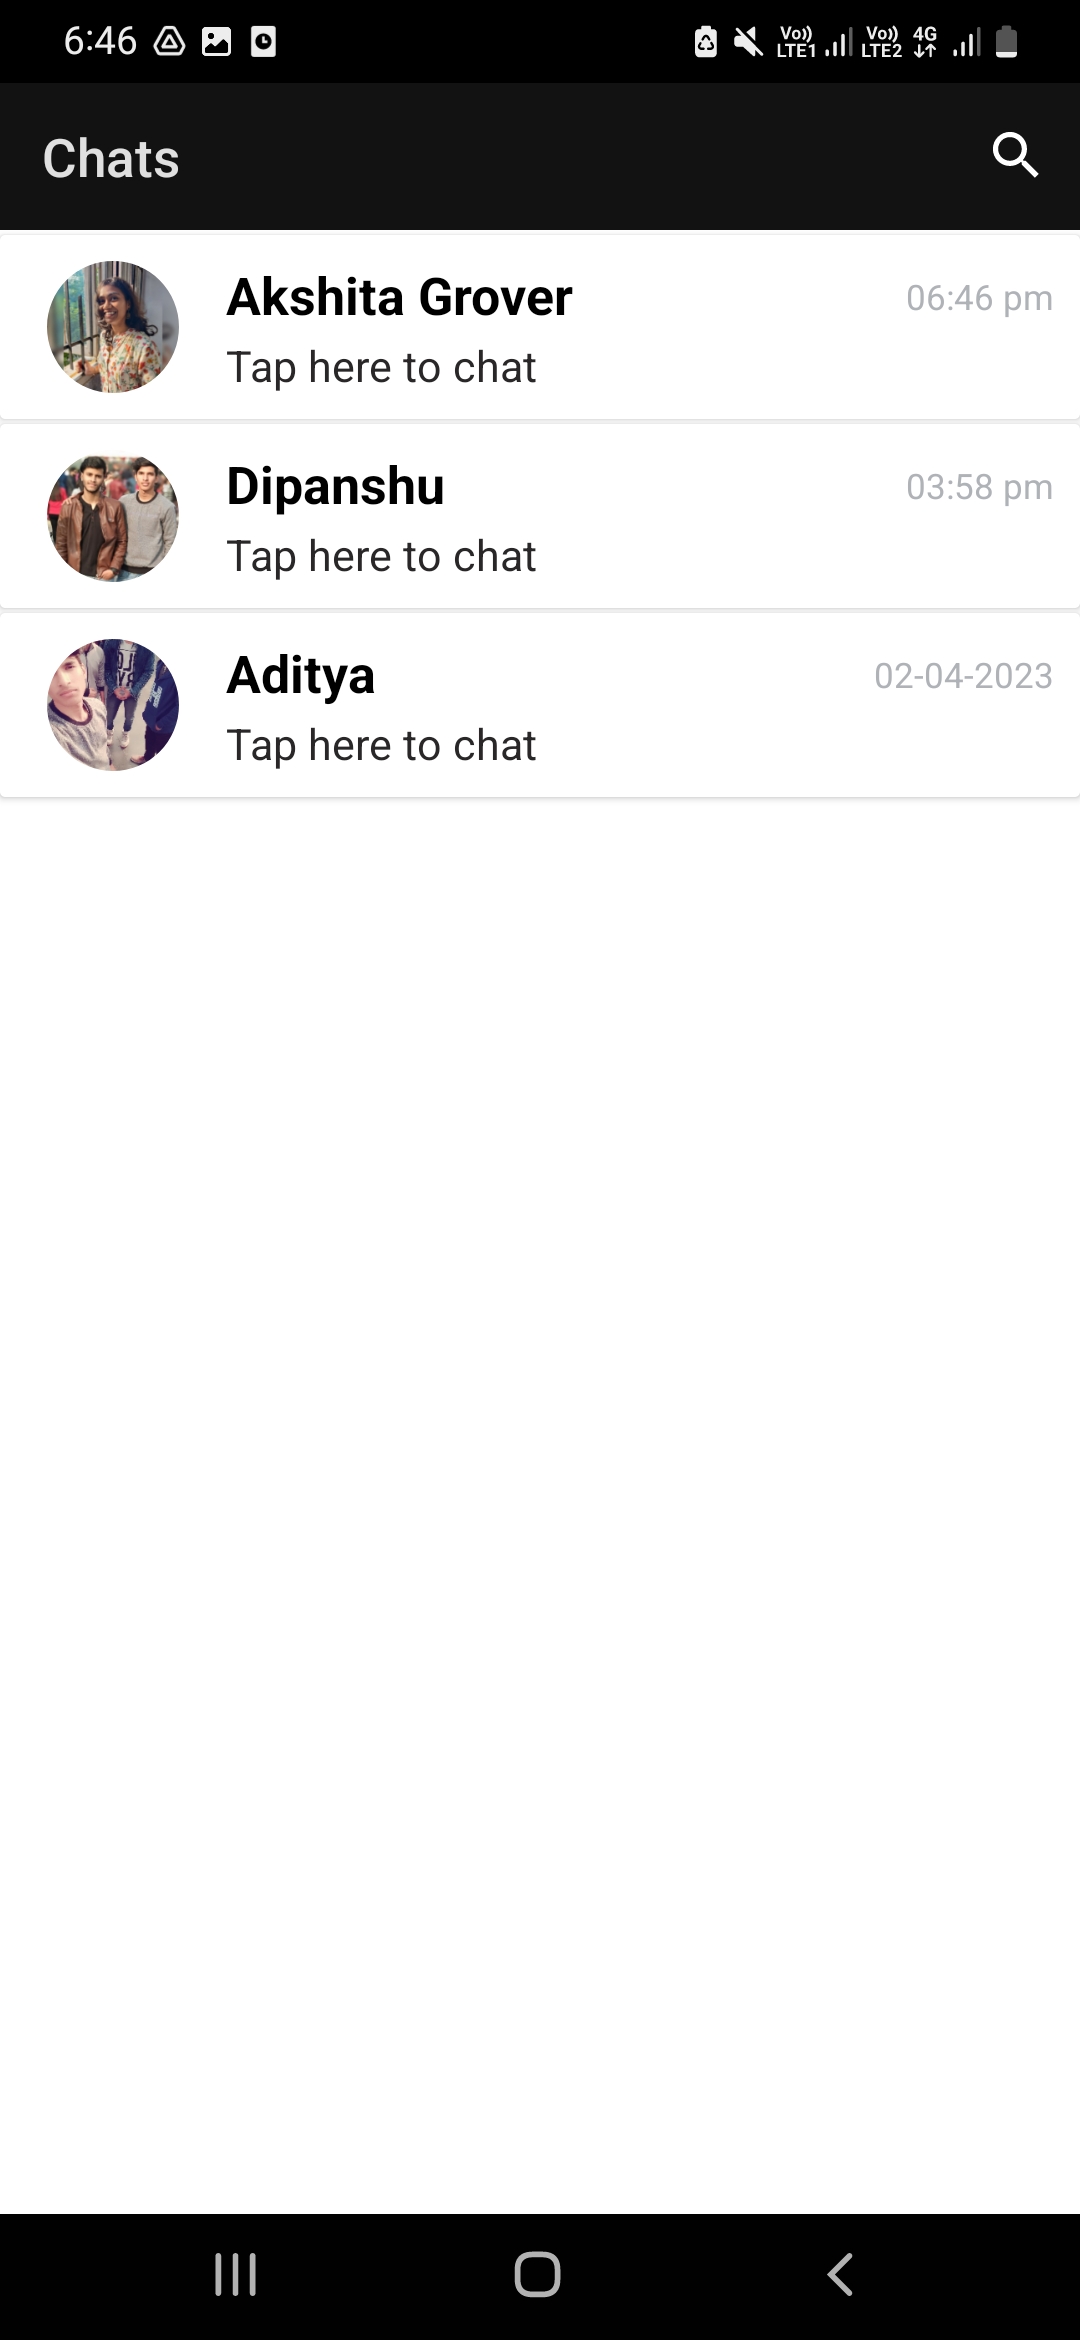 6:46 Vo)) LTE1 Vo)) LTE2 4G
Chats
Akshita Grover 06:46 pm
Tap here to chat
Dipanshu 03:58 pm
Tap here to chat
Aditya 02-04-2023
Tap here to chat